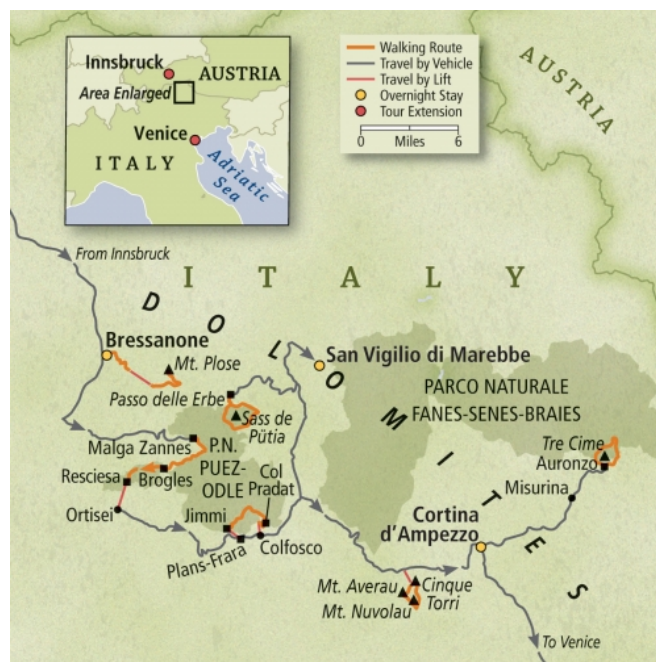 Innsbruck
AUSTRIA
Area Enlarged
Venice
ITALY
Adriatic
Sea
Walking Route
Travel by Vehicle
Travel by Lift
Overnight Stay
Tour Extension
0 6
Miles
AUSTRIA
From Innsbruck
ITALY
DOLOMITES
Bressanone
Mt. Plose
San Vigilio di Marebbe
Passo delle Erbe
Sass de
Pütia
PARCO NATURALE
FANES-SENES-BRAIES
Malga Zannes
P.N.
PUEZ-
ODLE
Tre Cime
Auronzo
Resciesa
Brogles
Col
Pradat
Misurina
Ortisei
Jimmi
Cortina
d'Ampezzo
Plans-Frara
Colfosco
Mt. Averau
Cinque
Torri
Mt. Nuvolau
To Venice